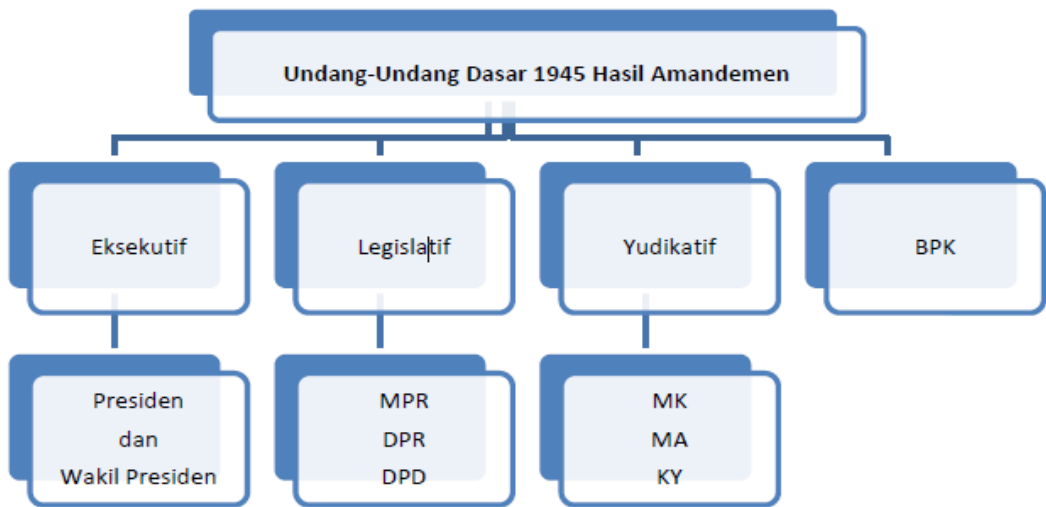 Undang-Undang Dasar 1945 Hasil Amandemen
Eksekutif
Legislatif
Yudikatif
BPK
Presiden
dan
Wakil Presiden
MPR
DPR
DPD
MK
MA
KY